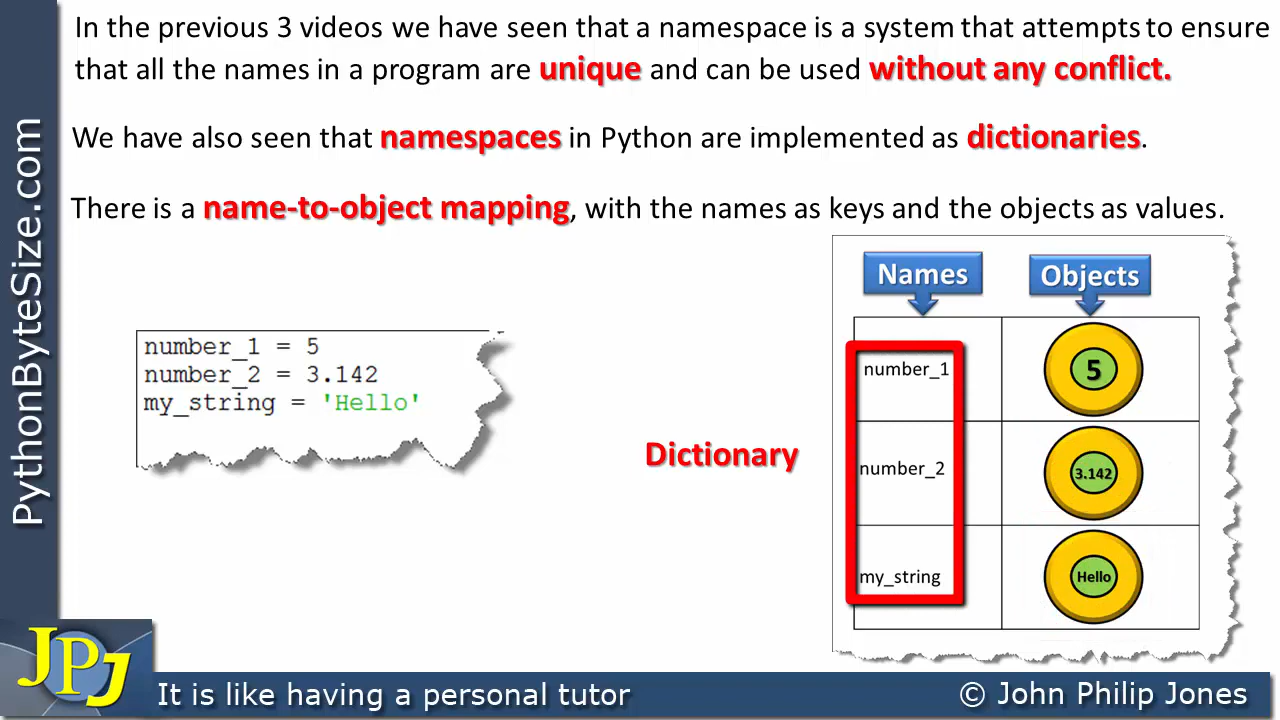 In the previous 3 videos we have seen that a namespace is a system that attempts to ensure
that all the names in a program are unique and can be used without any conflict.
We have also seen that namespaces in Python are implemented as dictionaries.
There is a name-to-object mapping, with the names as keys and the objects as values.
number_1 = 5
number_2 = 3.142
my_string = 'Hello'
Dictionary
Names Objects
number_1 5
number_2 3.142
my_string Hello
PythonByteSize.com
JPJ
It is like having a personal tutor
© John Philip Jones